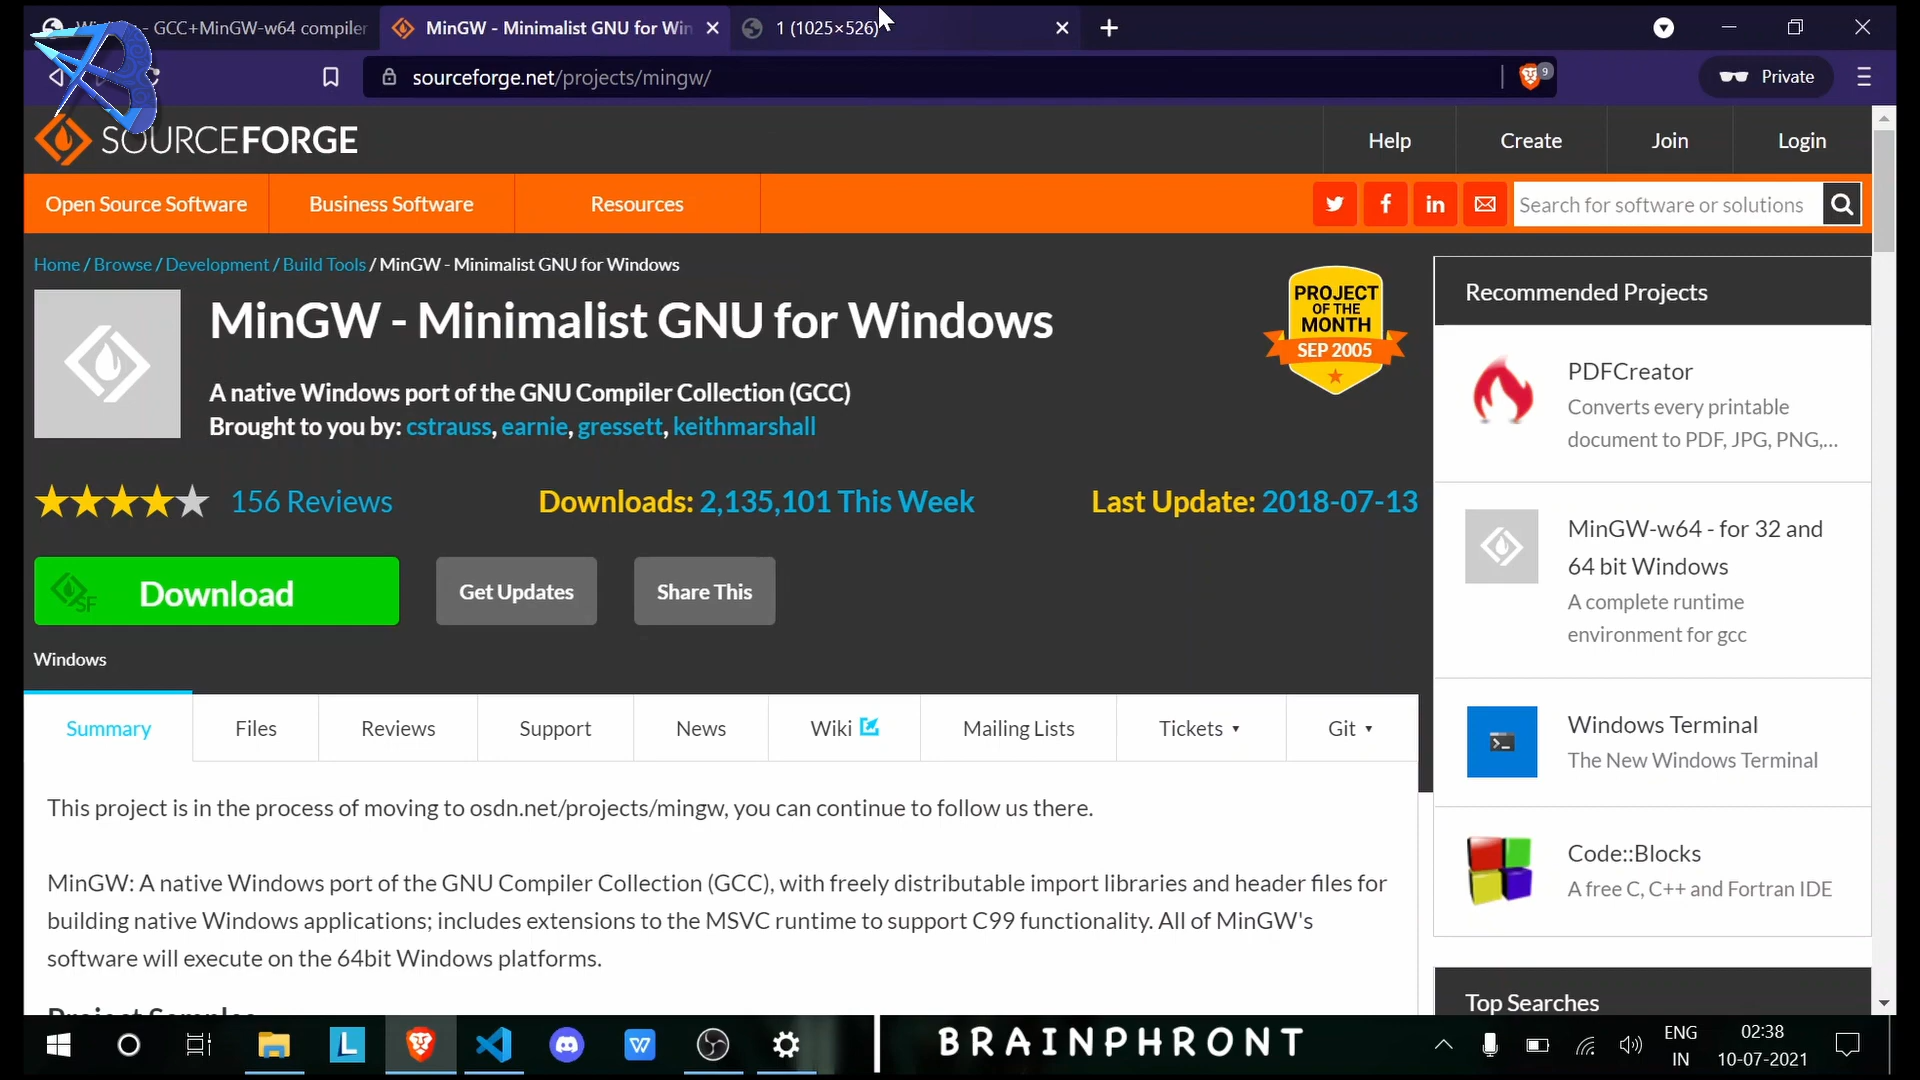 - GCC+MinGW-w64 compiler
MinGW - Minimalist GNU for Win
1 (1025×526)
sourceforge.net/projects/mingw/
9
Private
SOURCEFORGE
Help
Create
Join
Login
Open Source Software
Business Software
Resources
Search for software or solutions
Home / Browse / Development / Build Tools / MinGW - Minimalist GNU for Windows
MinGW - Minimalist GNU for Windows
A native Windows port of the GNU Compiler Collection (GCC)
Brought to you by: cstrauss, earnie, gressett, keithmarshall
PROJECT
OF THE
MONTH
SEP 2005
156 Reviews
Downloads: 2,135,101 This Week
Last Update: 2018-07-13
SF
Download
Get Updates
Share This
Windows
Summary
Files
Reviews
Support
News
Wiki
Mailing Lists
Tickets
Git
This project is in the process of moving to osdn.net/projects/mingw, you can continue to follow us there.
MinGW: A native Windows port of the GNU Compiler Collection (GCC), with freely distributable import libraries and header files for
building native Windows applications; includes extensions to the MSVC runtime to support C99 functionality. All of MinGW's
software will execute on the 64bit Windows platforms.
Project Samples
Recommended Projects
PDFCreator
Converts every printable
document to PDF, JPG, PNG,...
MinGW-w64 - for 32 and
64 bit Windows
A complete runtime
environment for gcc
Windows Terminal
The New Windows Terminal
Code::Blocks
A free C, C++ and Fortran IDE
Top Searches
L
W
BRAINPHRONT
ENG
IN
02:38
10-07-2021